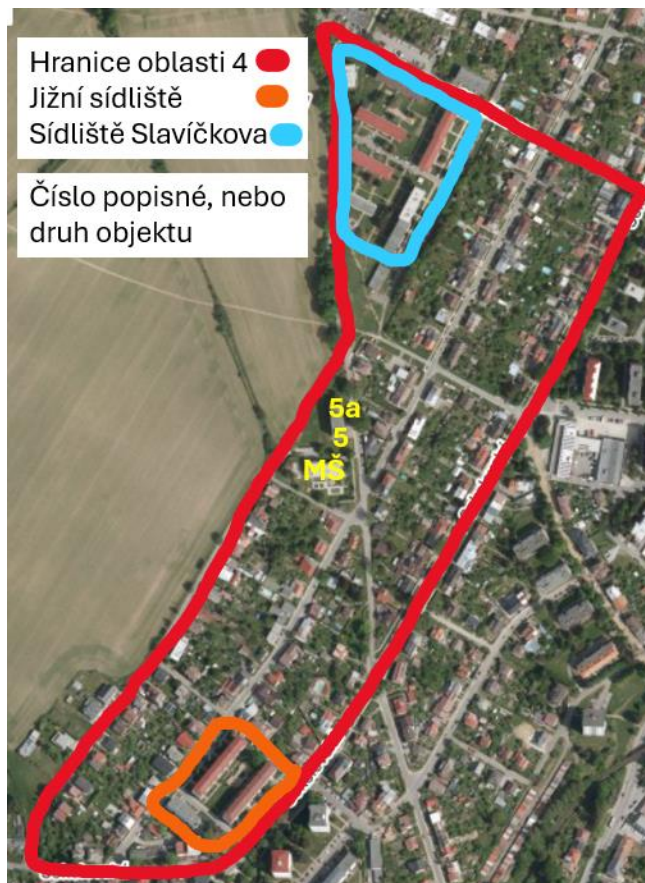 Hranice oblasti 4
Jižní sídliště
Sídliště Slavíčkova
Číslo popisné, nebo
druh objektu
5a
5
MŠ